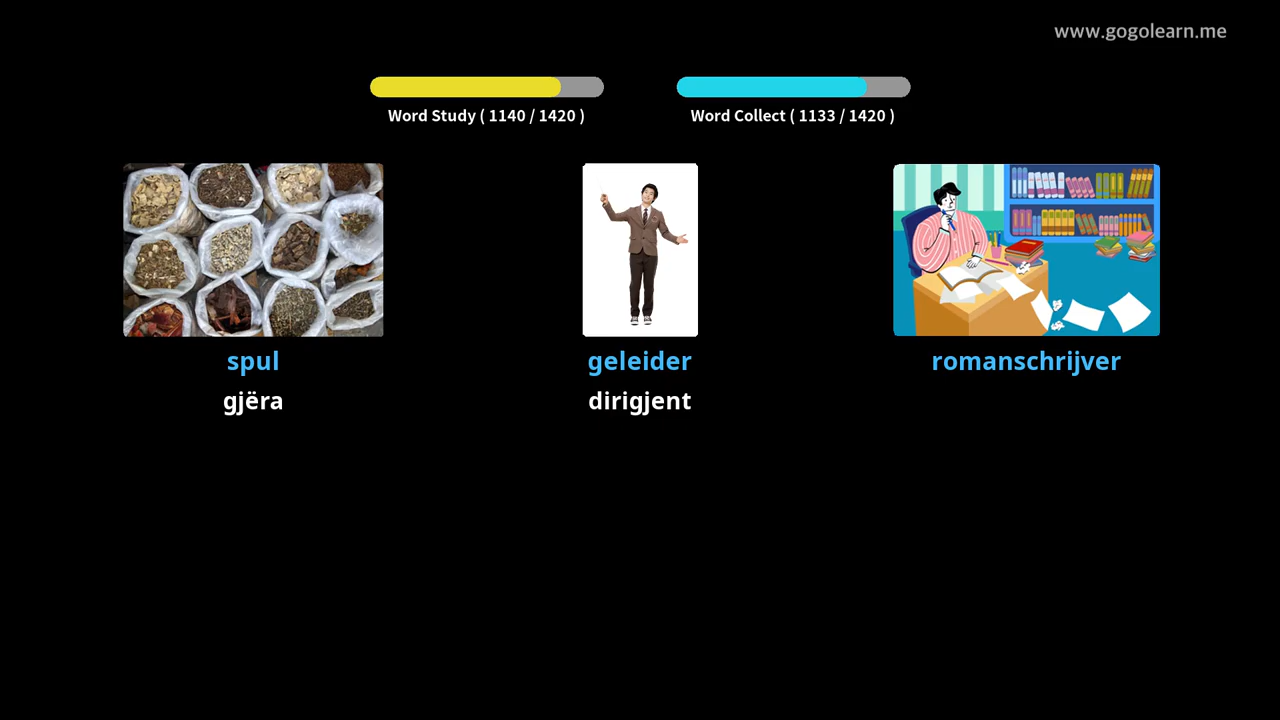 www.gogolearn.me
Word Study ( 1140 / 1420 )
Word Collect ( 1133 / 1420 )
spul
geleider
romanschrijver
gjëra
dirigjent